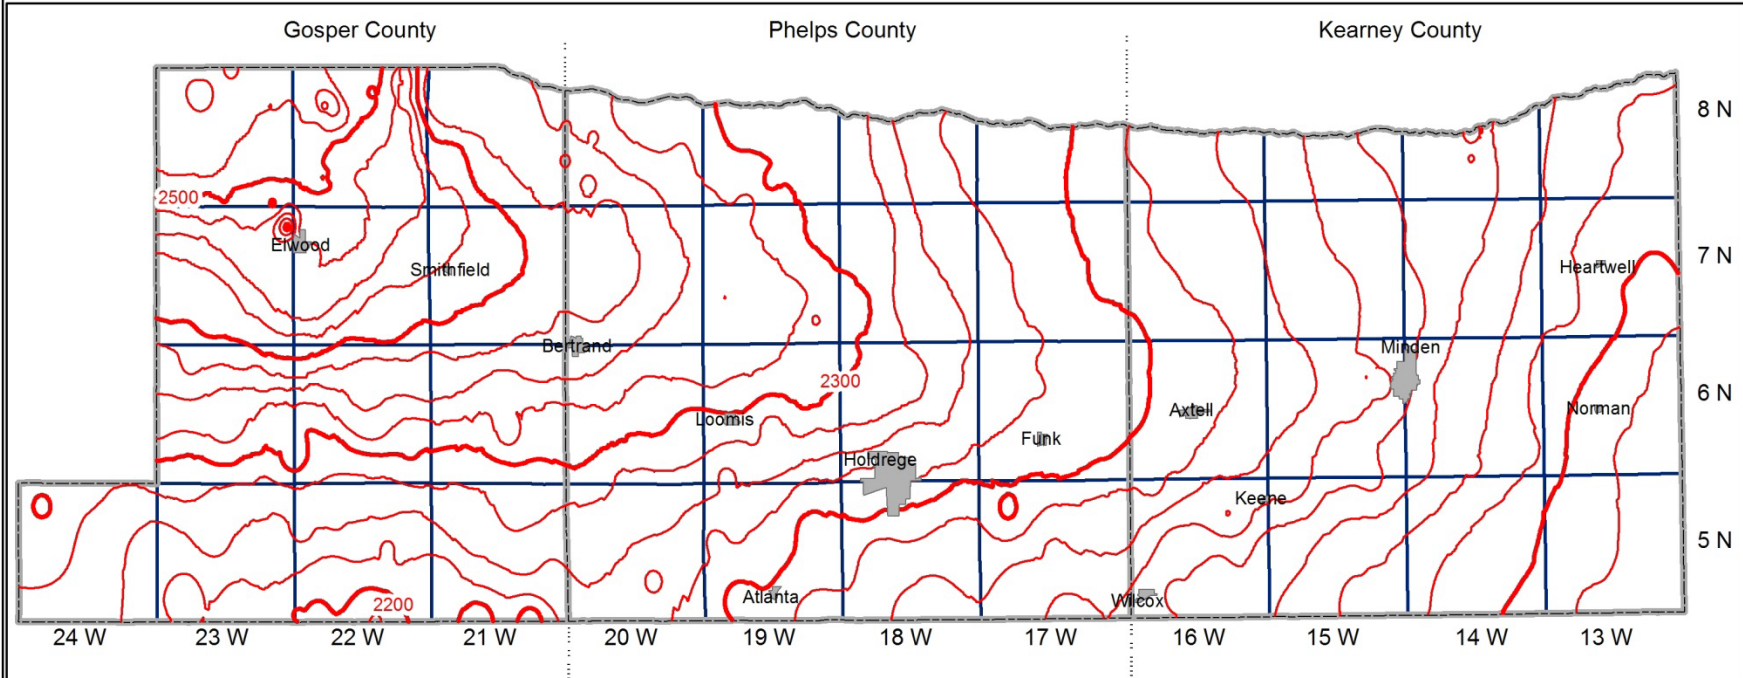 Gosper County Phelps County Kearney County
8 N
2500
Elwood
Smithfield
7 N
Heartwell
Bertrand
Minden
2300
6 N
Loomis
Axtell
Norman
Funk
Holdrege
Keene
5 N
Atlanta
2200
Wilcox
24 W 23 W 22 W 21 W 20 W 19 W 18 W 17 W 16 W 15 W 14 W 13 W